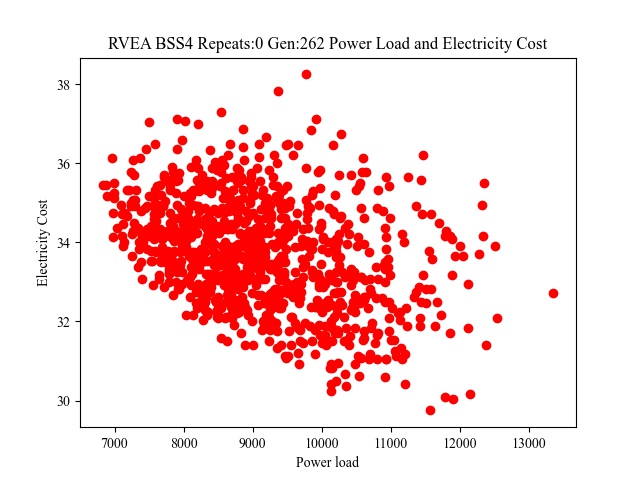 RVEA BSS4 Repeats:0 Gen:262 Power Load and Electricity Cost
38
36
34
32
30
Electricity Cost
7000 8000 9000 10000 11000 12000 13000
Power load